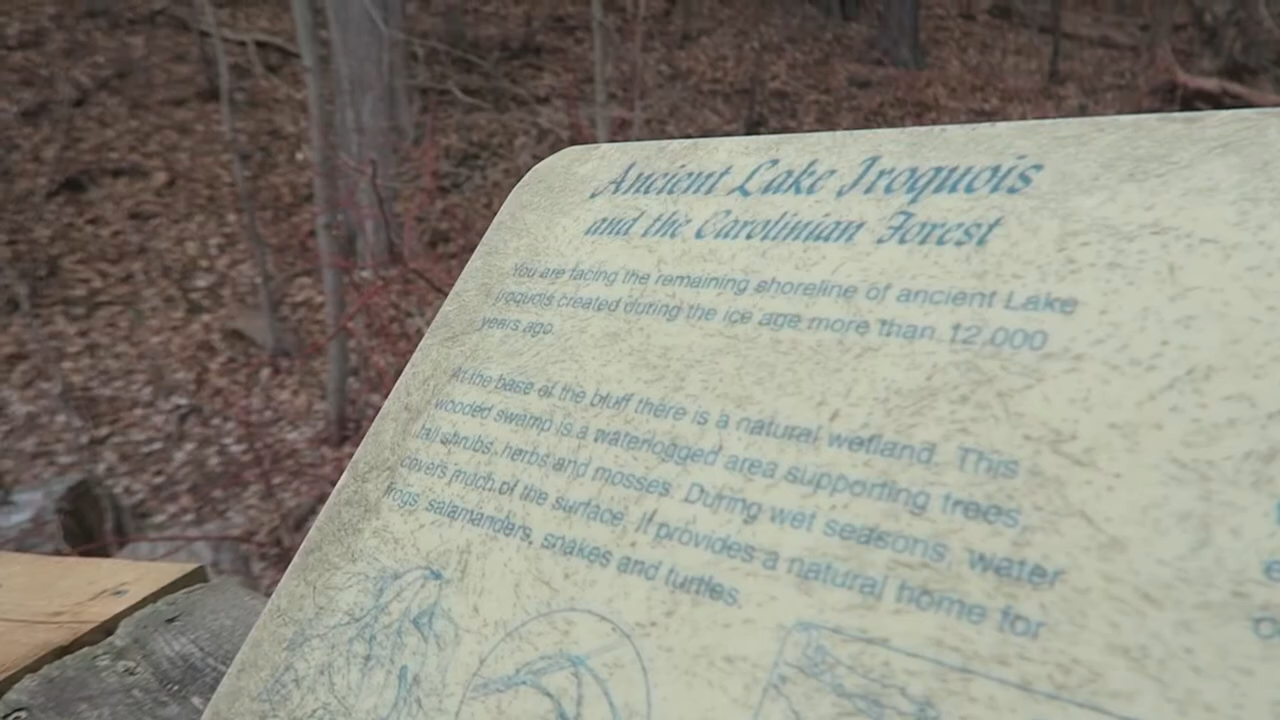 Ancient Lake Iroquois
and the Carolinian Forest
You are facing the remaining shoreline of ancient Lake
Iroquois created during the ice age more than 12,000
years ago.
At the base of the bluff there is a natural wetland. This
wooded swamp is a waterlogged area supporting trees,
tall shrubs, herbs and mosses. During wet seasons, water
covers much of the surface. It provides a natural home for
frogs, salamanders, snakes and turtles.